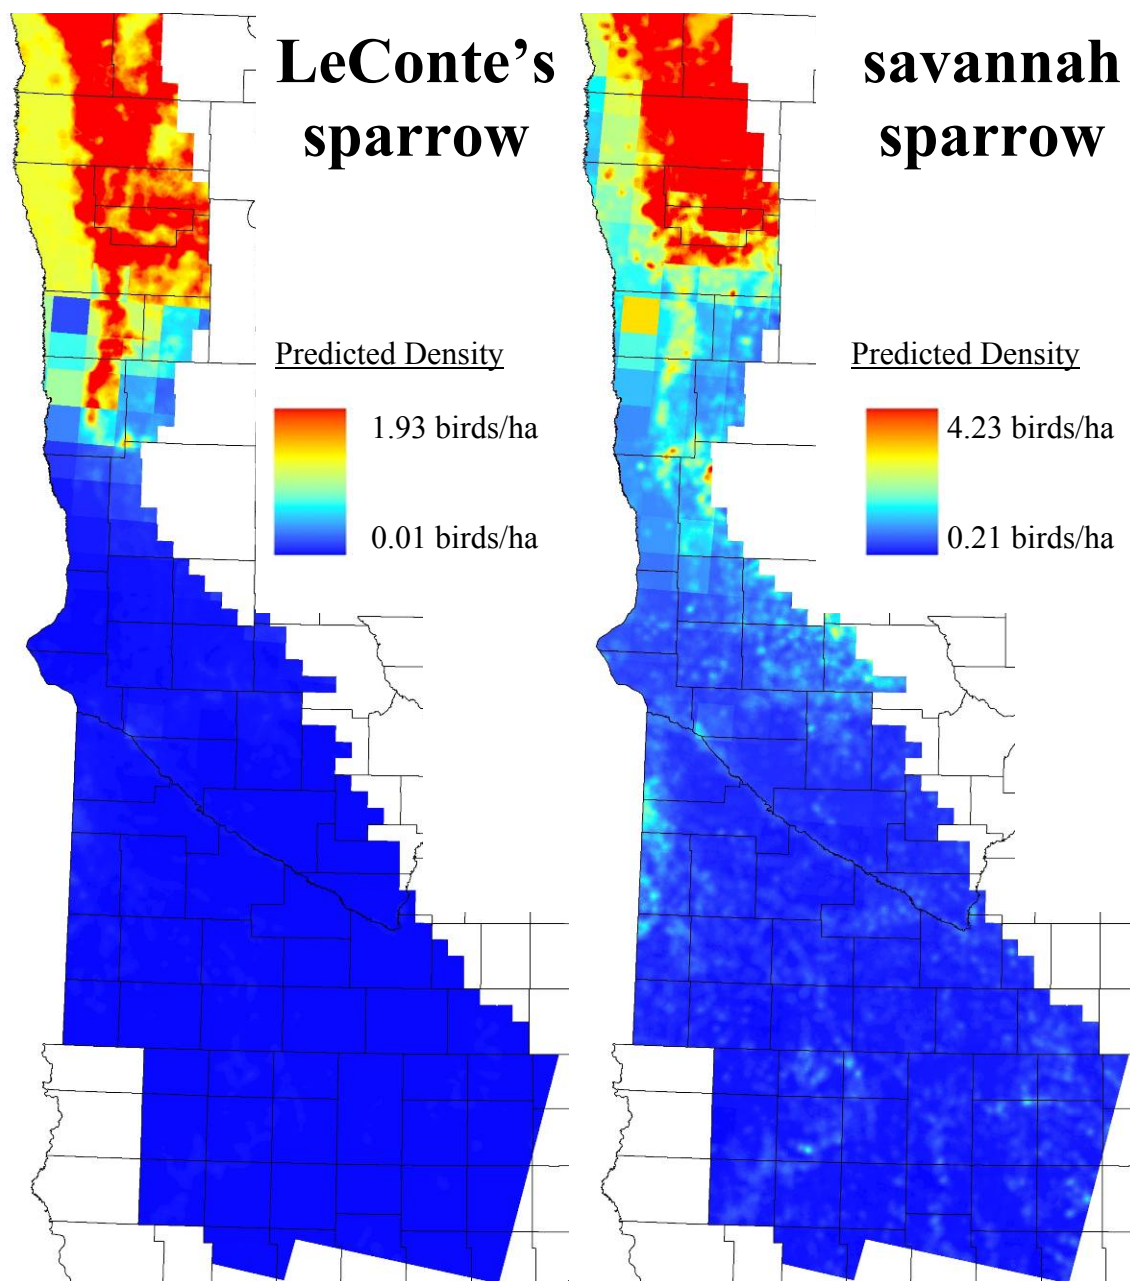 LeConte’s
sparrow
Predicted Density
1.93 birds/ha
0.01 birds/ha
savannah
sparrow
Predicted Density
4.23 birds/ha
0.21 birds/ha